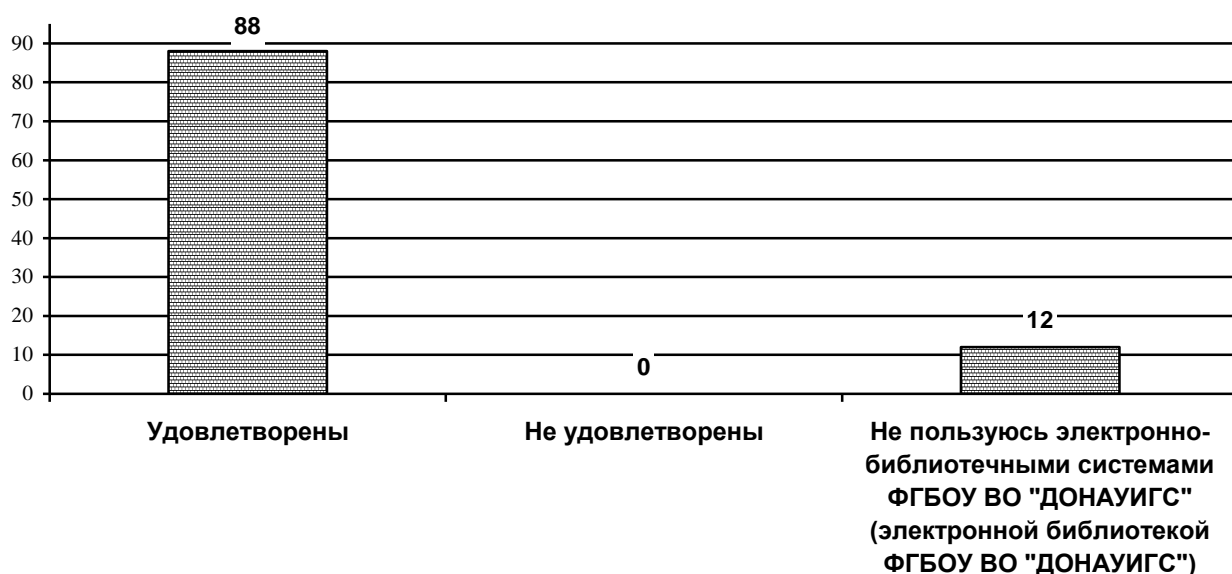 88
90
80
70
60
50
40
30
20
12
10
0
0
Удовлетворены
Не удовлетворены
Не пользуюсь электронно-
библиотечными системами
ФГБОУ ВО "ДОНАУИГС"
(электронной библиотекой
ФГБОУ ВО "ДОНАУИГС")